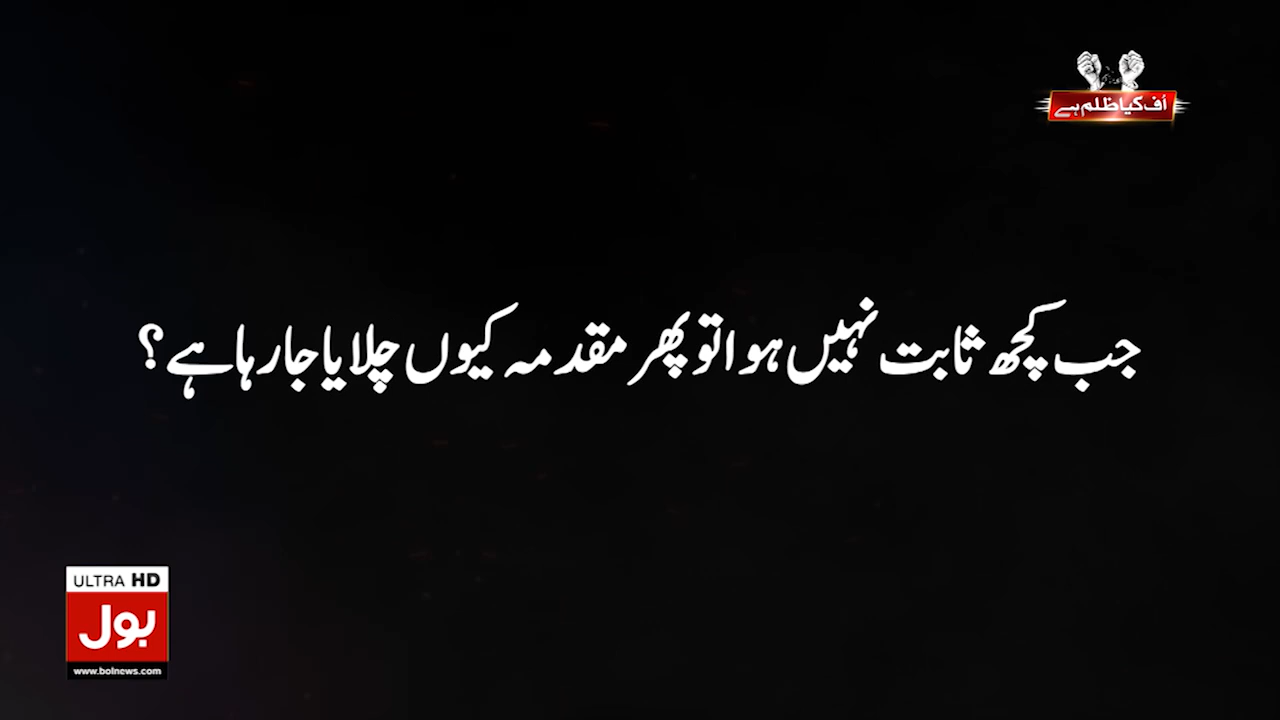 اُف کیا ظلم ہے
جب کچھ ثابت نہیں ہوا تو پھر مقدمہ کیوں چلایا جا رہا ہے؟
ULTRA HD
بول
www.bolnews.com